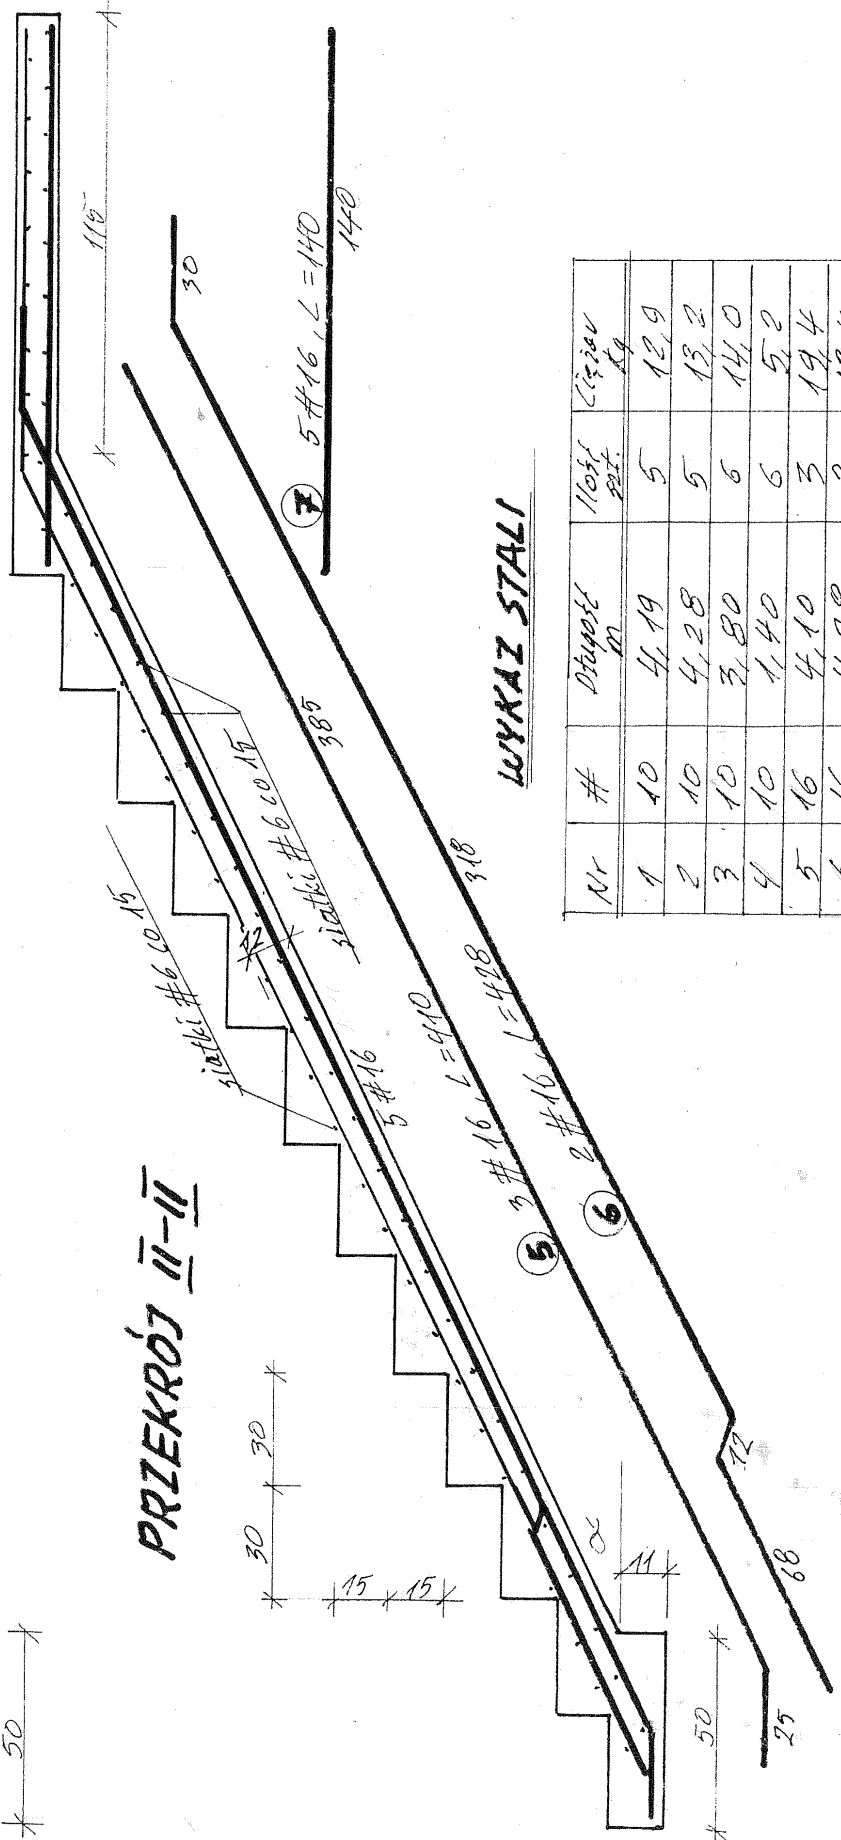 PRZEKRÓJ II-II
50
115
30
30
15
15
11
α
50
12
siatki #6 co 15
siatki #6 co 15
5 #16
385
5 3 #16, L=410
25
30
318
6 2 #16, L=428
12
68
7 5 #16, L=140
140
WYKAZ STALI
Nr # Długość m Ilość szt. Ciężar kg
1 10 4,19 5 12,9
2 10 4,28 5 13,2
3 10 3,80 6 14,0
4 10 1,40 6 5,2
5 16 4,10 3 19,4